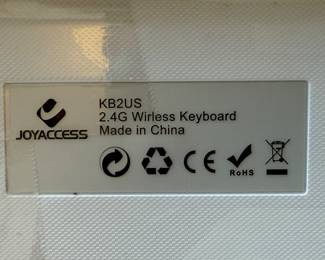 KB2US
2.4G Wirless Keyboard
JOYACCESS
Made in China
CE
RoHS